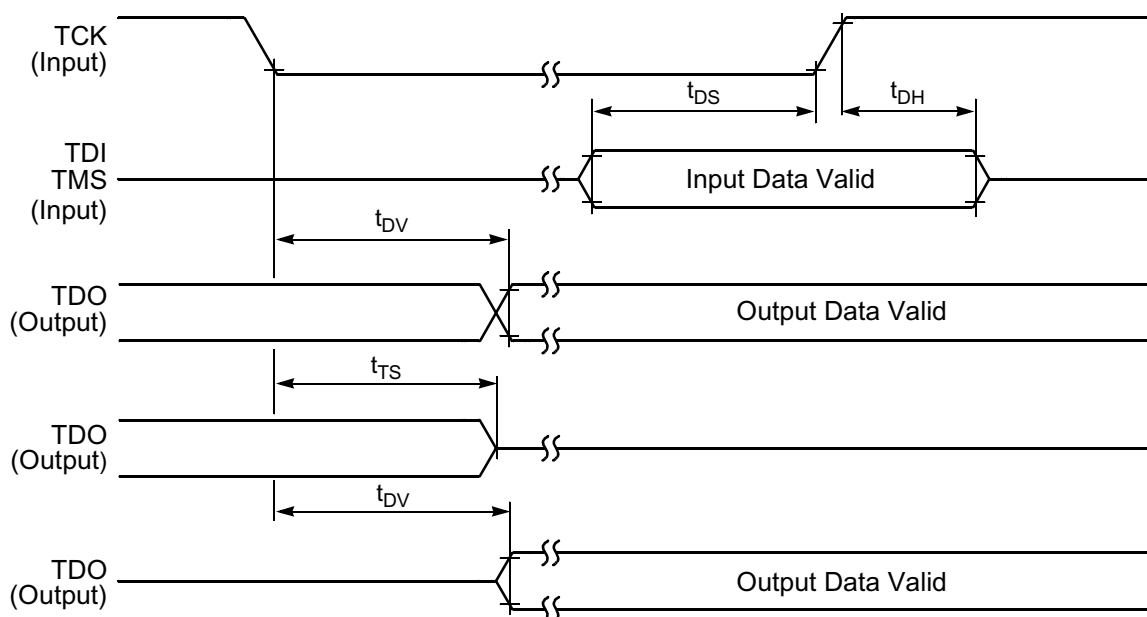 TCK
(Input)
tDS
tDH
TDI
TMS
(Input)
Input Data Valid
tDV
TDO
(Output)
Output Data Valid
tTS
TDO
(Output)
tDV
TDO
(Output)
Output Data Valid